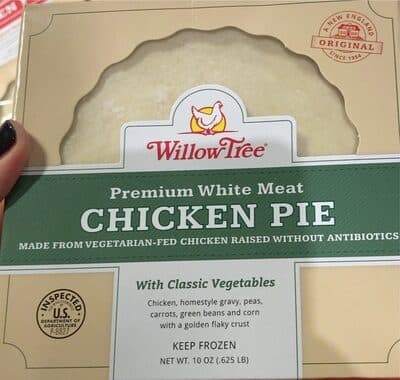 A NEW ENGLAND
ORIGINAL
SINCE 1954
WillowTree®
Premium White Meat
CHICKEN PIE
MADE FROM VEGETARIAN-FED CHICKEN RAISED WITHOUT ANTIBIOTICS
With Classic Vegetables
Chicken, homestyle gravy, peas,
carrots, green beans and corn
with a golden flaky crust
KEEP FROZEN
NET WT. 10 OZ (.625 LB)
INSPECTED
U.S.
DEPARTMENT OF
AGRICULTURE
P-8827